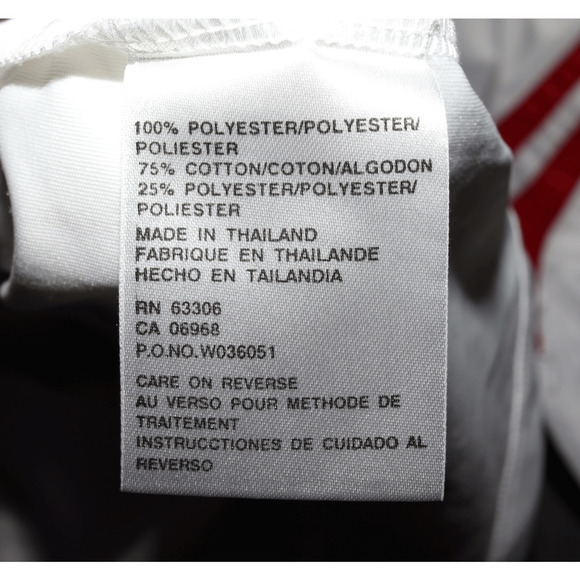 100% POLYESTER/POLYESTER/
POLIESTER
75% COTTON/COTON/ALGODON
25% POLYESTER/POLYESTER/
POLIESTER
MADE IN THAILAND
FABRIQUE EN THAILANDE
HECHO EN TAILANDIA
RN 63306
CA 06968
P.O.NO.W036051
CARE ON REVERSE
AU VERSO POUR METHODE DE
TRAITEMENT
INSTRUCCTIONES DE CUIDADO AL
REVERSO